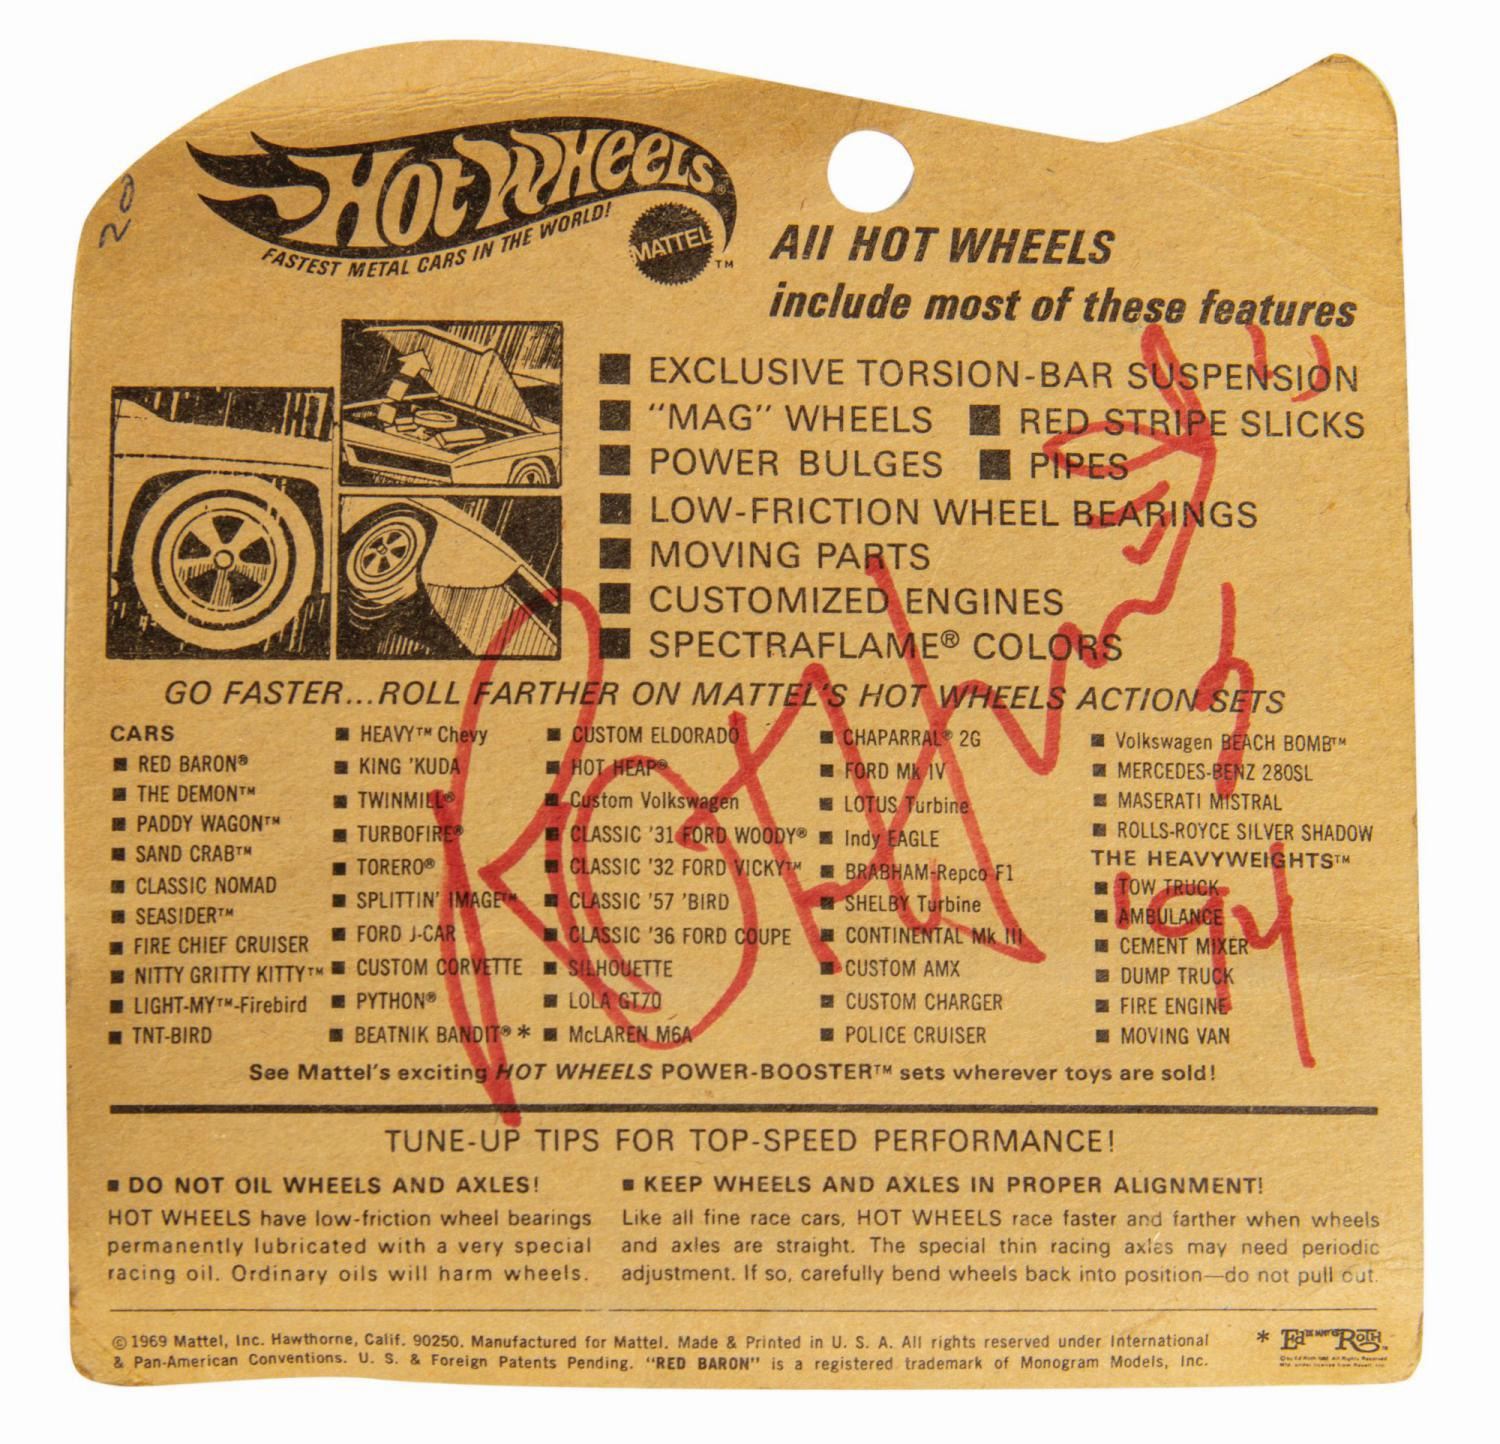 20
HOT WHEELS®
FASTEST METAL CARS IN THE WORLD!
MATTEL™
All HOT WHEELS
include most of these features
■ EXCLUSIVE TORSION-BAR SUSPENSION
■ "MAG" WHEELS ■ RED STRIPE SLICKS
■ POWER BULGES ■ PIPES
■ LOW-FRICTION WHEEL BEARINGS
■ MOVING PARTS
■ CUSTOMIZED ENGINES
■ SPECTRAFLAME® COLORS
GO FASTER...ROLL FARTHER ON MATTEL'S HOT WHEELS ACTION SETS
CARS
■ RED BARON®
■ THE DEMON™
■ PADDY WAGON™
■ SAND CRAB™
■ CLASSIC NOMAD
■ SEASIDER™
■ FIRE CHIEF CRUISER
■ NITTY GRITTY KITTY™
■ LIGHT-MY™-Firebird
■ TNT-BIRD
■ HEAVY™ Chevy
■ KING 'KUDA
■ TWINMILL®
■ TURBOFIRE®
■ TORERO®
■ SPLITTIN' IMAGE™
■ FORD J-CAR
■ CUSTOM CORVETTE
■ PYTHON®
■ BEATNIK BANDIT® *
■ CUSTOM ELDORADO
■ HOT HEAP®
■ Custom Volkswagen
■ CLASSIC '31 FORD WOODY®
■ CLASSIC '32 FORD VICKY™
■ CLASSIC '57 'BIRD
■ CLASSIC '36 FORD COUPE
■ SILHOUETTE
■ LOLA GT70
■ McLAREN M6A
■ CHAPARRAL® 2G
■ FORD Mk IV
■ LOTUS Turbine
■ Indy EAGLE
■ BRABHAM-Repco F1
■ SHELBY Turbine
■ CONTINENTAL Mk III
■ CUSTOM AMX
■ CUSTOM CHARGER
■ POLICE CRUISER
■ Volkswagen BEACH BOMB™
■ MERCEDES-BENZ 280SL
■ MASERATI MISTRAL
■ ROLLS-ROYCE SILVER SHADOW
THE HEAVYWEIGHTS™
■ TOW TRUCK
■ AMBULANCE
■ CEMENT MIXER
■ DUMP TRUCK
■ FIRE ENGINE
■ MOVING VAN
ROTH
'94
See Mattel's exciting HOT WHEELS POWER-BOOSTER™ sets wherever toys are sold!
TUNE-UP TIPS FOR TOP-SPEED PERFORMANCE!
■ DO NOT OIL WHEELS AND AXLES!
HOT WHEELS have low-friction wheel bearings
permanently lubricated with a very special
racing oil. Ordinary oils will harm wheels.
■ KEEP WHEELS AND AXLES IN PROPER ALIGNMENT!
Like all fine race cars, HOT WHEELS race faster and farther when wheels
and axles are straight. The special thin racing axles may need periodic
adjustment. If so, carefully bend wheels back into position—do not pull out.
© 1969 Mattel, Inc. Hawthorne, Calif. 90250. Manufactured for Mattel. Made & Printed in U. S. A. All rights reserved under International
& Pan-American Conventions. U. S. & Foreign Patents Pending. "RED BARON" is a registered trademark of Monogram Models, Inc.
* Ed Roth